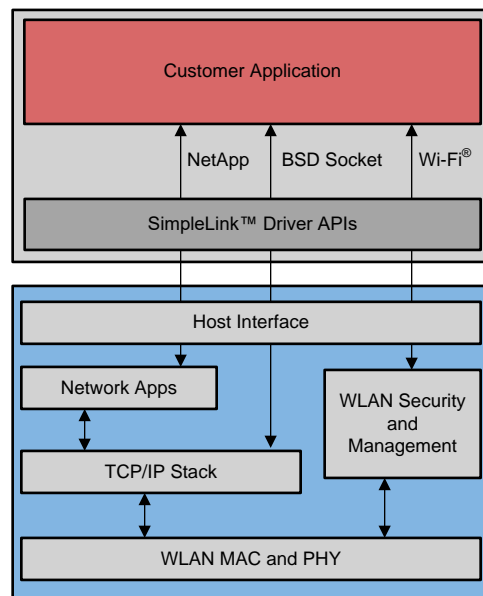 Customer Application
NetApp
BSD Socket
Wi-Fi®
SimpleLink™ Driver APIs
Host Interface
Network Apps
WLAN Security
and
Management
TCP/IP Stack
WLAN MAC and PHY